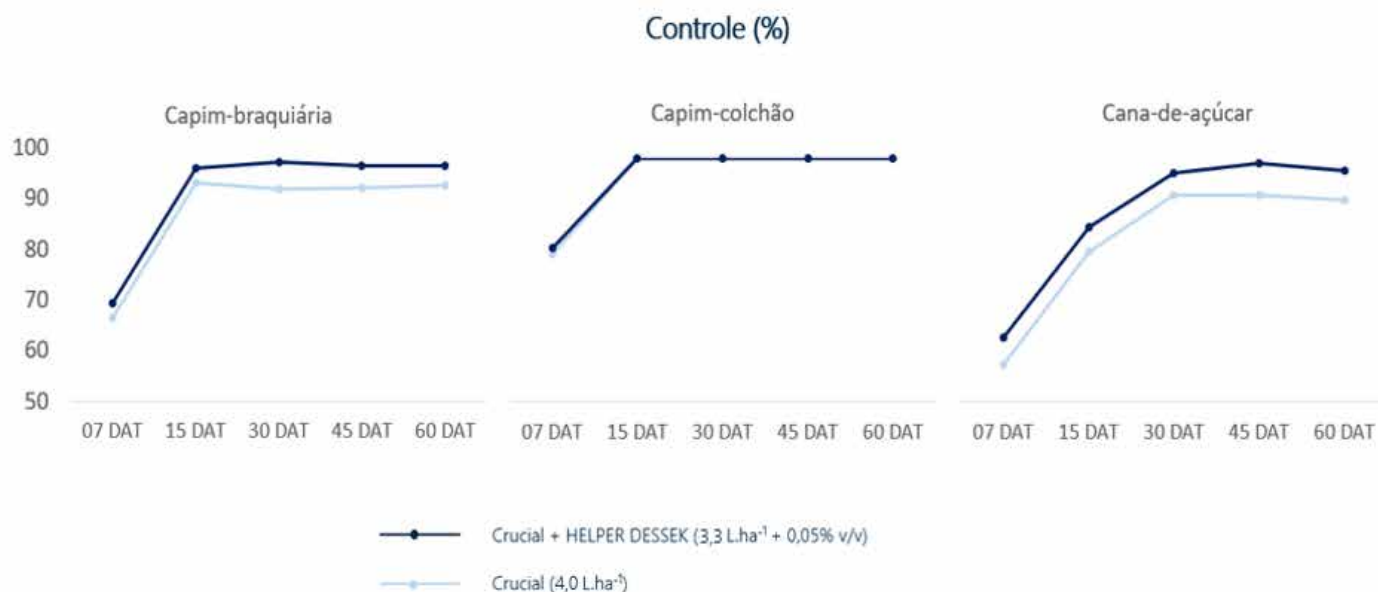 Controle (%)
Capim-braquiária
Capim-colchão
Cana-de-açúcar
100
90
80
70
60
50
07 DAT 15 DAT 30 DAT 45 DAT 60 DAT
07 DAT 15 DAT 30 DAT 45 DAT 60 DAT
07 DAT 15 DAT 30 DAT 45 DAT 60 DAT
Crucial + HELPER DESSEK (3,3 L.ha⁻¹ + 0,05% v/v)
Crucial (4,0 L.ha⁻¹)